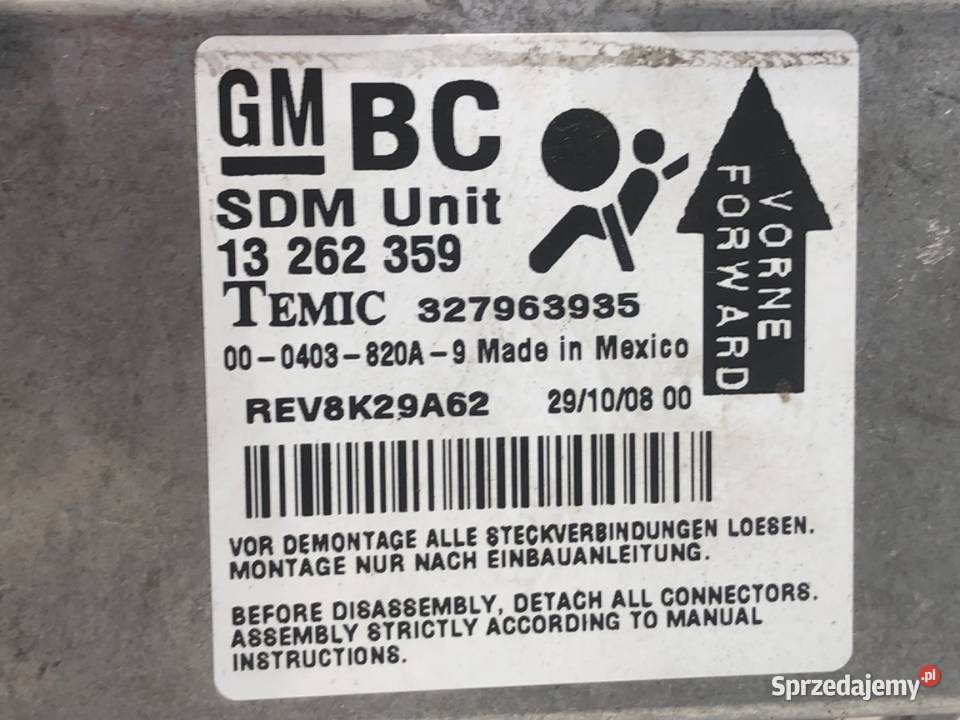 GM BC
SDM Unit
13 262 359
TEMIC 327963935
00-0403-820A-9 Made in Mexico
REV8K29A62 29/10/08 00
VORNE
FORWARD
VOR DEMONTAGE ALLE STECKVERBINDUNGEN LOESEN.
MONTAGE NUR NACH EINBAUANLEITUNG.
BEFORE DISASSEMBLY, DETACH ALL CONNECTORS.
ASSEMBLY STRICTLY ACCORDING TO MANUAL
INSTRUCTIONS.
Sprzedajemy.pl